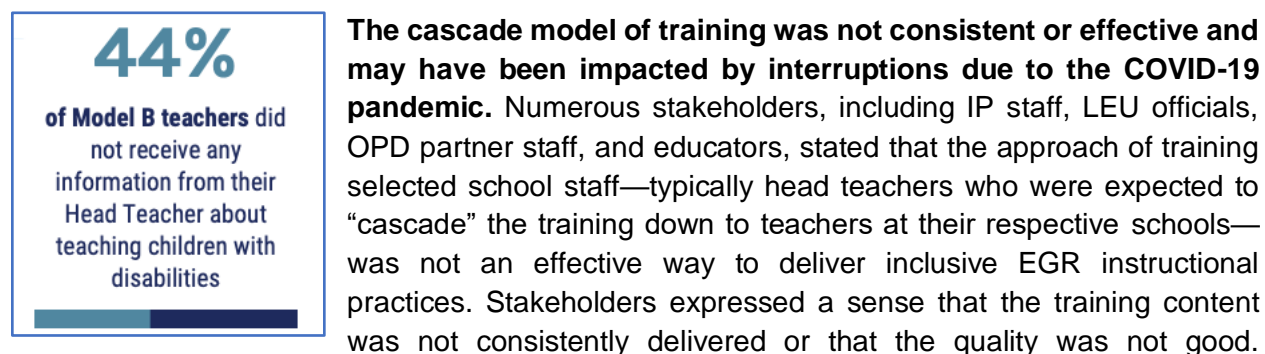 44%
of Model B teachers did
not receive any
information from their
Head Teacher about
teaching children with
disabilities
The cascade model of training was not consistent or effective and
may have been impacted by interruptions due to the COVID-19
pandemic. Numerous stakeholders, including IP staff, LEU officials,
OPD partner staff, and educators, stated that the approach of training
selected school staff—typically head teachers who were expected to
“cascade” the training down to teachers at their respective schools—
was not an effective way to deliver inclusive EGR instructional
practices. Stakeholders expressed a sense that the training content
was not consistently delivered or that the quality was not good.